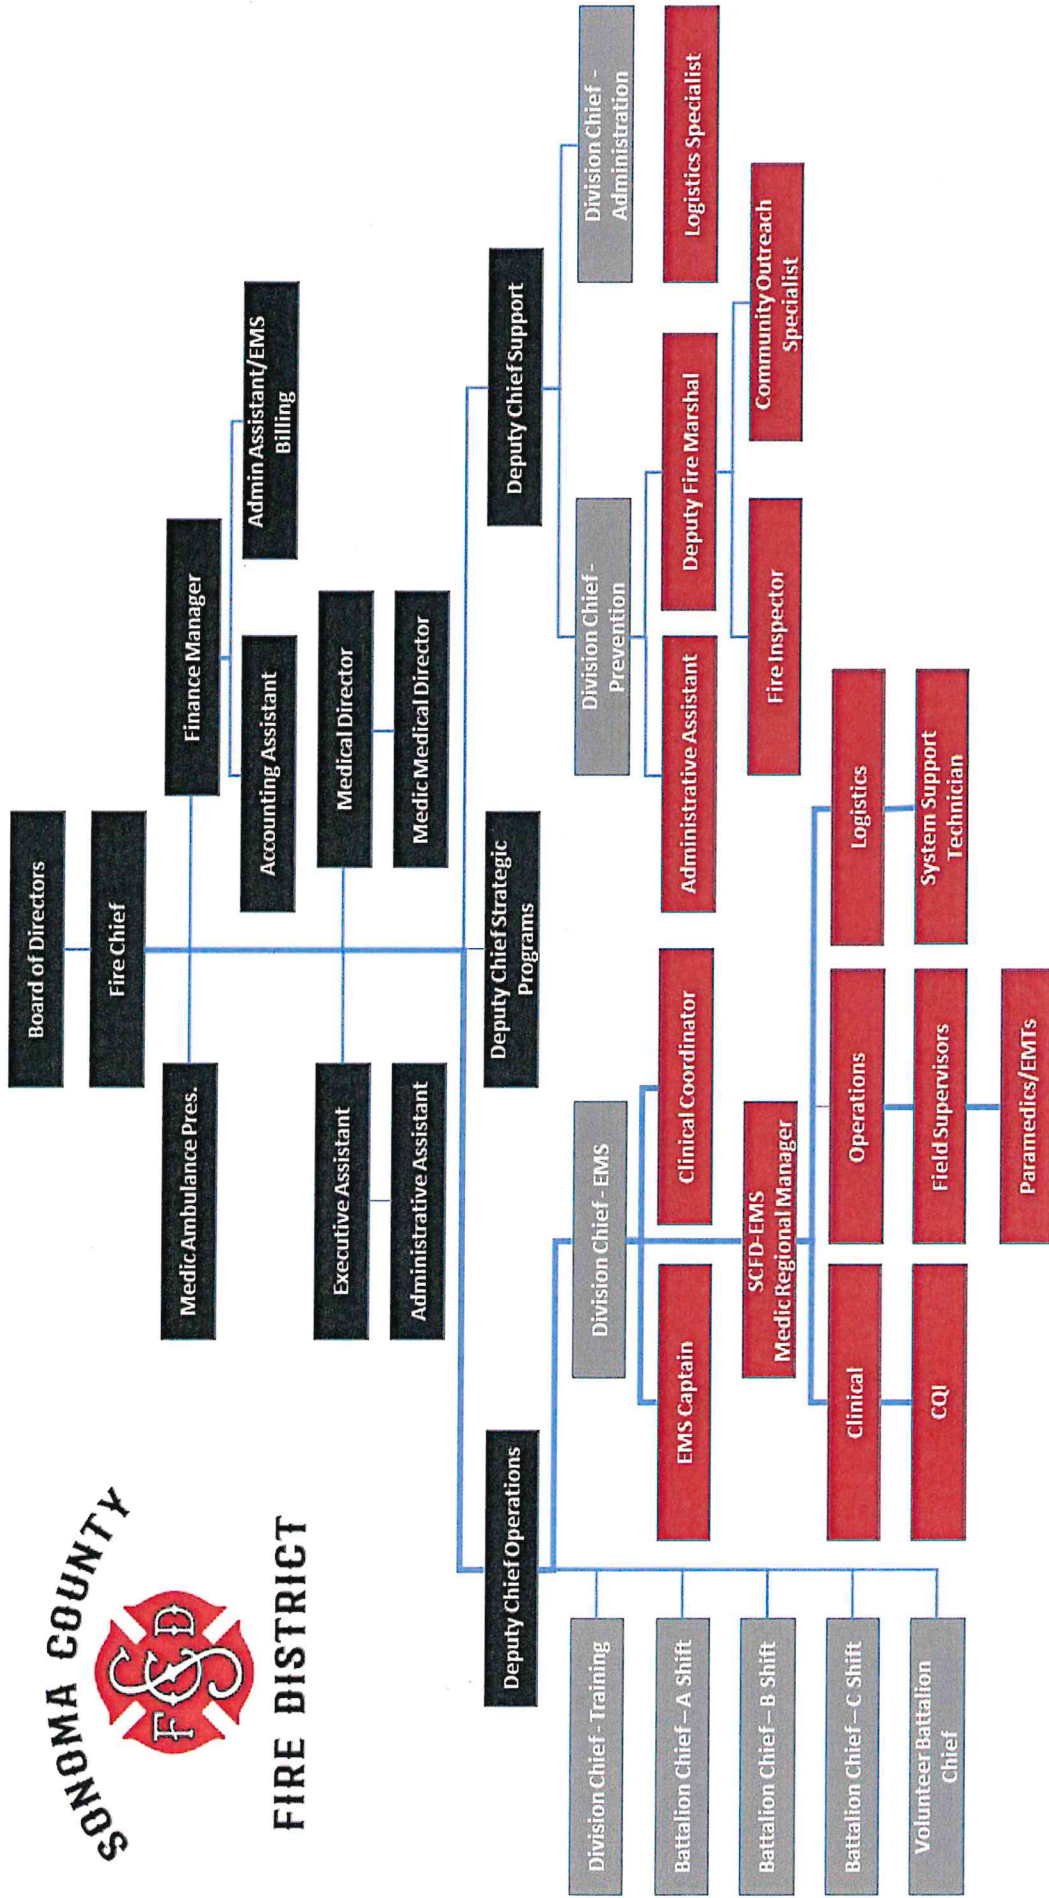 SONOMA COUNTY
FCSD
FIRE DISTRICT
Board of Directors
Fire Chief
Medic Ambulance Pres.
Finance Manager
Accounting Assistant
Admin Assistant/EMS
Billing
Executive Assistant
Medical Director
Administrative Assistant
Medic Medical Director
Deputy Chief Operations
Deputy Chief Strategic
Programs
Deputy Chief Support
Division Chief - Training
Battalion Chief – A Shift
Battalion Chief – B Shift
Battalion Chief – C Shift
Volunteer Battalion
Chief
Division Chief - EMS
EMS Captain
Clinical Coordinator
SCFD-EMS
Medic Regional Manager
Clinical
Operations
Logistics
CQI
Field Supervisors
System Support
Technician
Paramedics/EMTs
Division Chief -
Prevention
Division Chief -
Administration
Administrative Assistant
Deputy Fire Marshal
Logistics Specialist
Fire Inspector
Community Outreach
Specialist